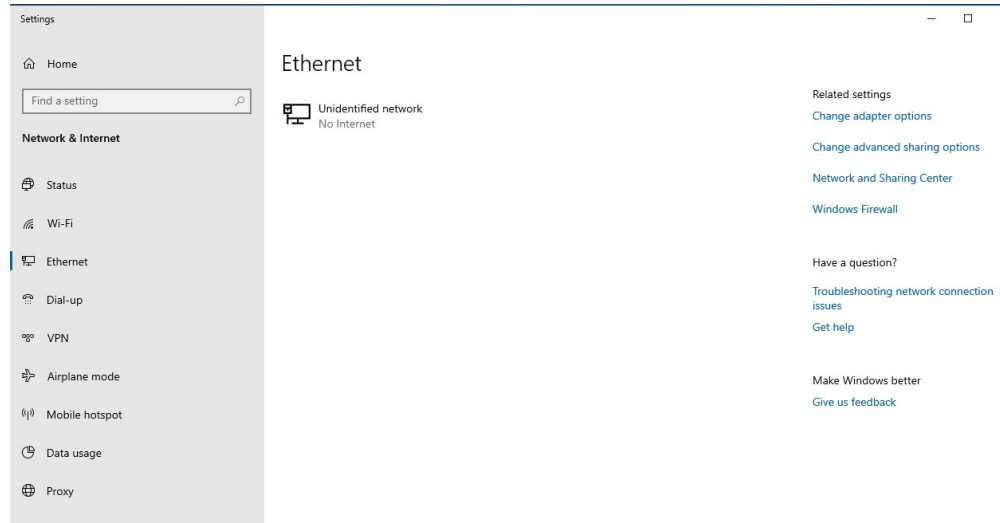 Settings
Home
Find a setting
Network & Internet
Status
Wi-Fi
Ethernet
Dial-up
VPN
Airplane mode
Mobile hotspot
Data usage
Proxy
Ethernet
Unidentified network
No Internet
Related settings
Change adapter options
Change advanced sharing options
Network and Sharing Center
Windows Firewall
Have a question?
Troubleshooting network connection
issues
Get help
Make Windows better
Give us feedback